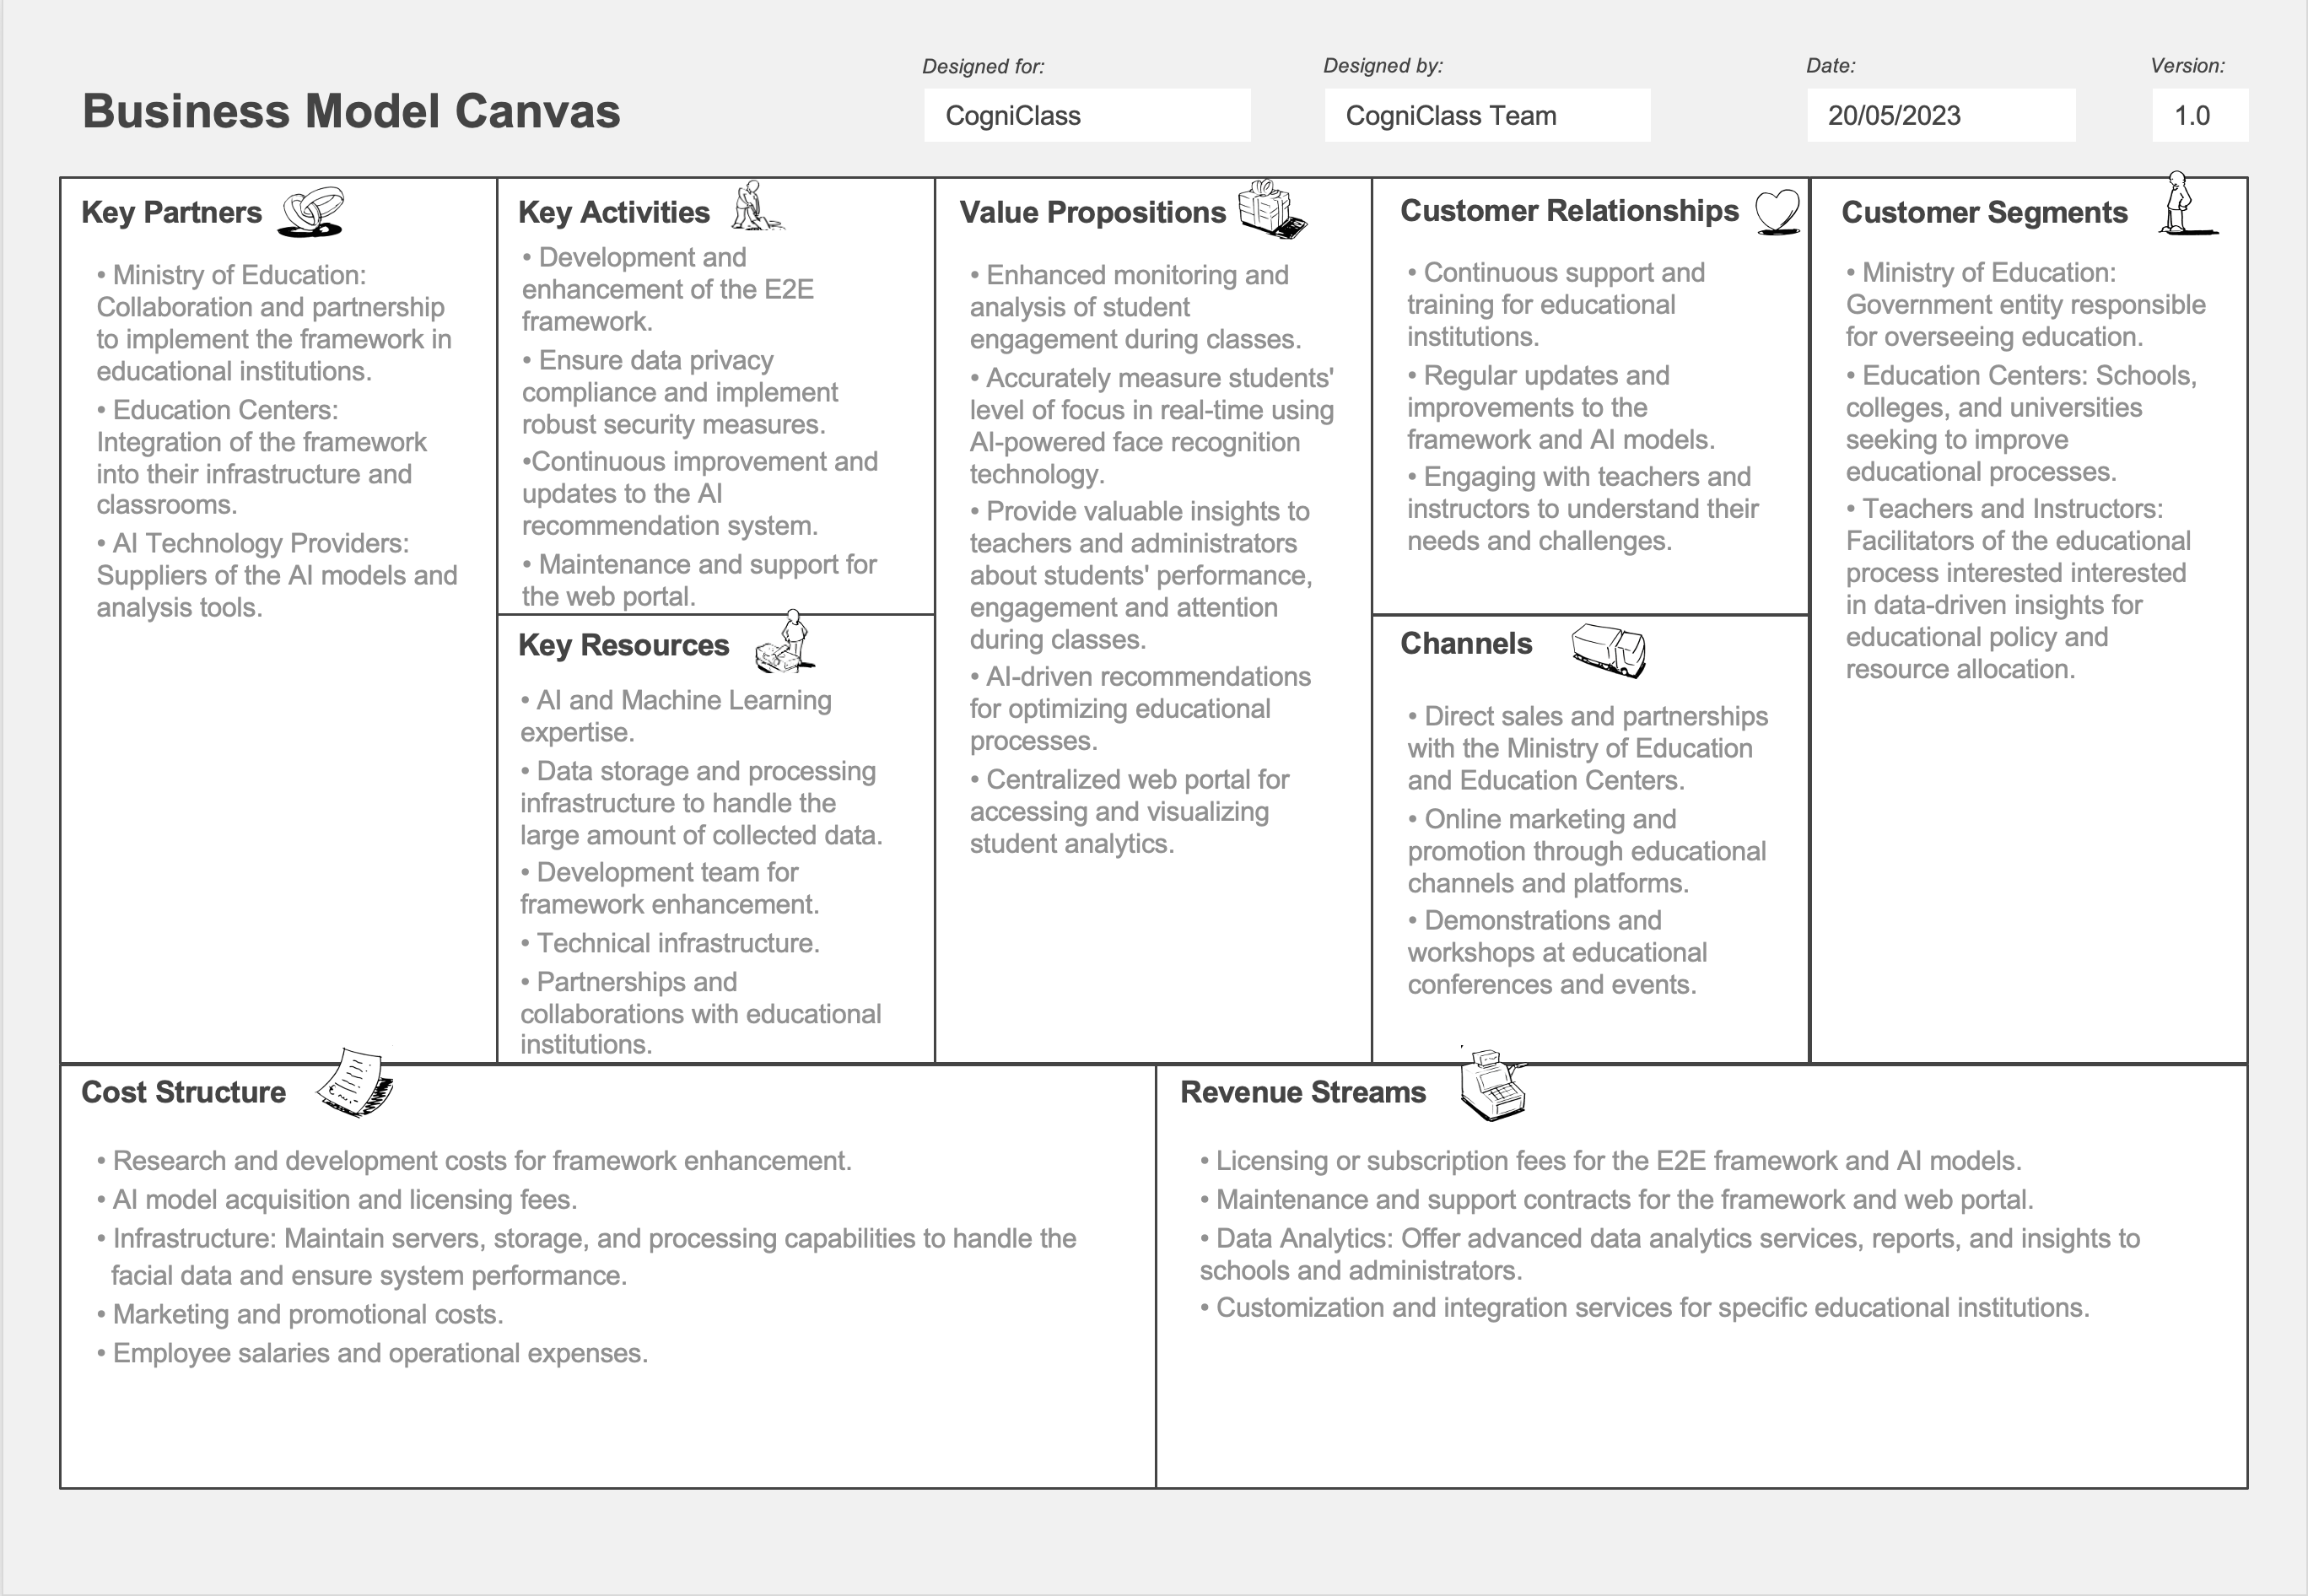 Business Model Canvas
Designed for:
CogniClass
Designed by:
CogniClass Team
Date:
20/05/2023
Version:
1.0
Key Partners
• Ministry of Education:
Collaboration and partnership
to implement the framework in
educational institutions.
• Education Centers:
Integration of the framework
into their infrastructure and
classrooms.
• AI Technology Providers:
Suppliers of the AI models and
analysis tools.
Key Activities
• Development and
enhancement of the E2E
framework.
• Ensure data privacy
compliance and implement
robust security measures.
•Continuous improvement and
updates to the AI
recommendation system.
• Maintenance and support for
the web portal.
Key Resources
• AI and Machine Learning
expertise.
• Data storage and processing
infrastructure to handle the
large amount of collected data.
• Development team for
framework enhancement.
• Technical infrastructure.
• Partnerships and
collaborations with educational
institutions.
Value Propositions
• Enhanced monitoring and
analysis of student
engagement during classes.
• Accurately measure students'
level of focus in real-time using
AI-powered face recognition
technology.
• Provide valuable insights to
teachers and administrators
about students' performance,
engagement and attention
during classes.
• AI-driven recommendations
for optimizing educational
processes.
• Centralized web portal for
accessing and visualizing
student analytics.
Customer Relationships
• Continuous support and
training for educational
institutions.
• Regular updates and
improvements to the
framework and AI models.
• Engaging with teachers and
instructors to understand their
needs and challenges.
Channels
• Direct sales and partnerships
with the Ministry of Education
and Education Centers.
• Online marketing and
promotion through educational
channels and platforms.
• Demonstrations and
workshops at educational
conferences and events.
Customer Segments
• Ministry of Education:
Government entity responsible
for overseeing education.
• Education Centers: Schools,
colleges, and universities
seeking to improve
educational processes.
• Teachers and Instructors:
Facilitators of the educational
process interested interested
in data-driven insights for
educational policy and
resource allocation.
Cost Structure
• Research and development costs for framework enhancement.
• AI model acquisition and licensing fees.
• Infrastructure: Maintain servers, storage, and processing capabilities to handle the
facial data and ensure system performance.
• Marketing and promotional costs.
• Employee salaries and operational expenses.
Revenue Streams
• Licensing or subscription fees for the E2E framework and AI models.
• Maintenance and support contracts for the framework and web portal.
• Data Analytics: Offer advanced data analytics services, reports, and insights to
schools and administrators.
• Customization and integration services for specific educational institutions.